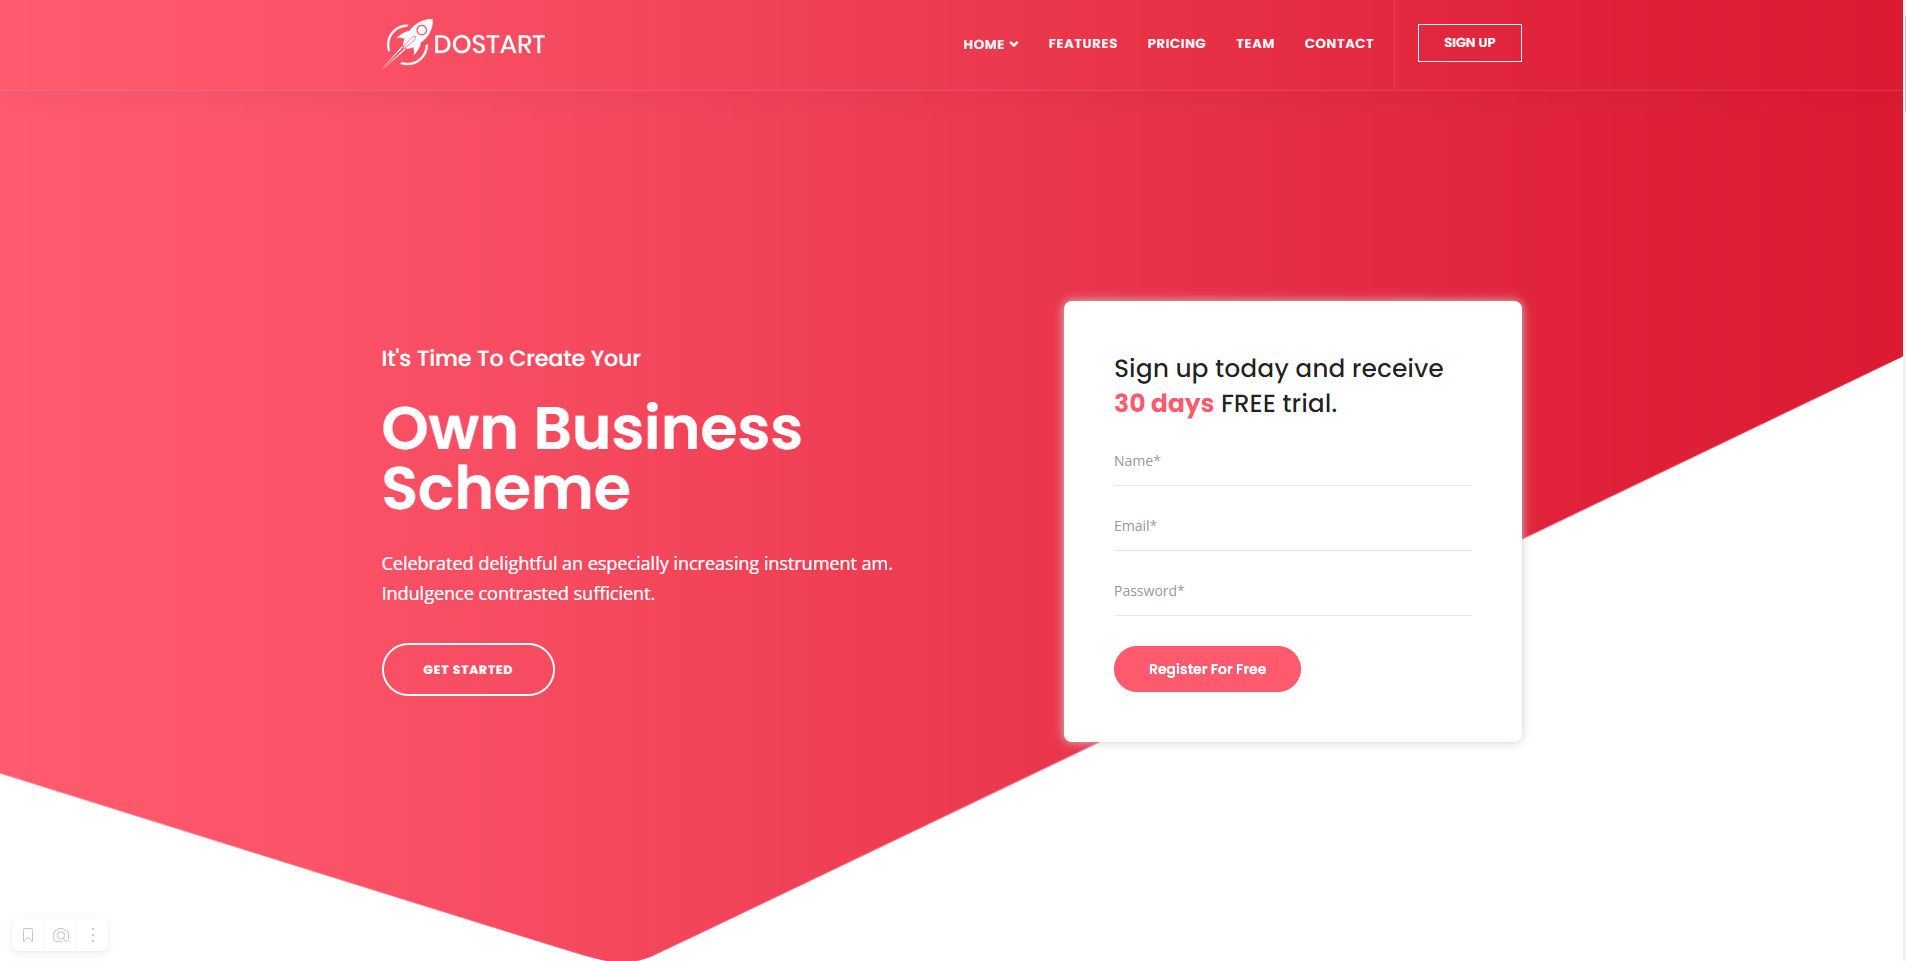 DOSTART
HOME FEATURES PRICING TEAM CONTACT SIGN UP
It's Time To Create Your
Own Business
Scheme
Celebrated delightful an especially increasing instrument am.
Indulgence contrasted sufficient.
GET STARTED
Sign up today and receive
30 days FREE trial.
Name*
Email*
Password*
Register For Free